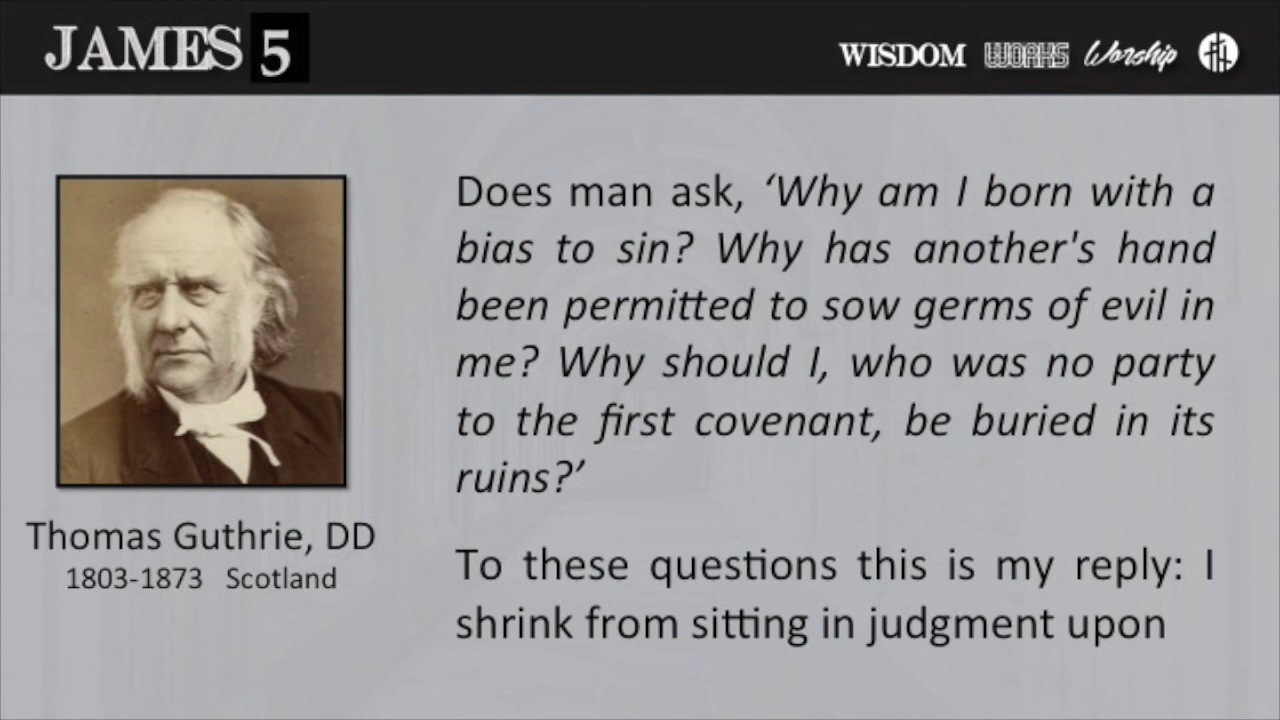 JAMES 5
WISDOM WORKS Worship
Does man ask, ‘Why am I born with a
bias to sin? Why has another's hand
been permitted to sow germs of evil in
me? Why should I, who was no party
to the first covenant, be buried in its
ruins?’
To these questions this is my reply: I
shrink from sitting in judgment upon
Thomas Guthrie, DD
1803-1873 Scotland